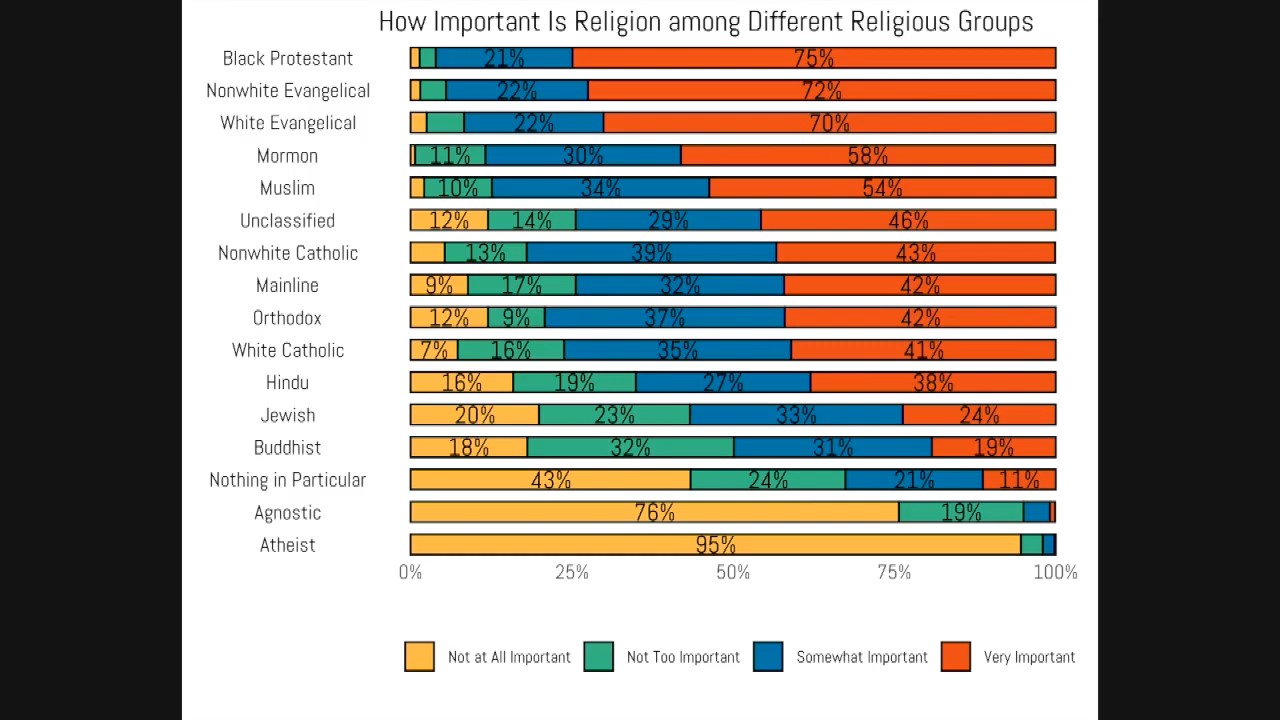 How Important Is Religion among Different Religious Groups
Black Protestant 21% 75%
Nonwhite Evangelical 22% 72%
White Evangelical 22% 70%
Mormon 11% 30% 58%
Muslim 10% 34% 54%
Unclassified 12% 14% 29% 46%
Nonwhite Catholic 13% 39% 43%
Mainline 9% 17% 32% 42%
Orthodox 12% 9% 37% 42%
White Catholic 7% 16% 35% 41%
Hindu 16% 19% 27% 38%
Jewish 20% 23% 33% 24%
Buddhist 18% 32% 31% 19%
Nothing in Particular 43% 24% 21% 11%
Agnostic 76% 19%
Atheist 95%
0% 25% 50% 75% 100%
Not at All Important Not Too Important Somewhat Important Very Important